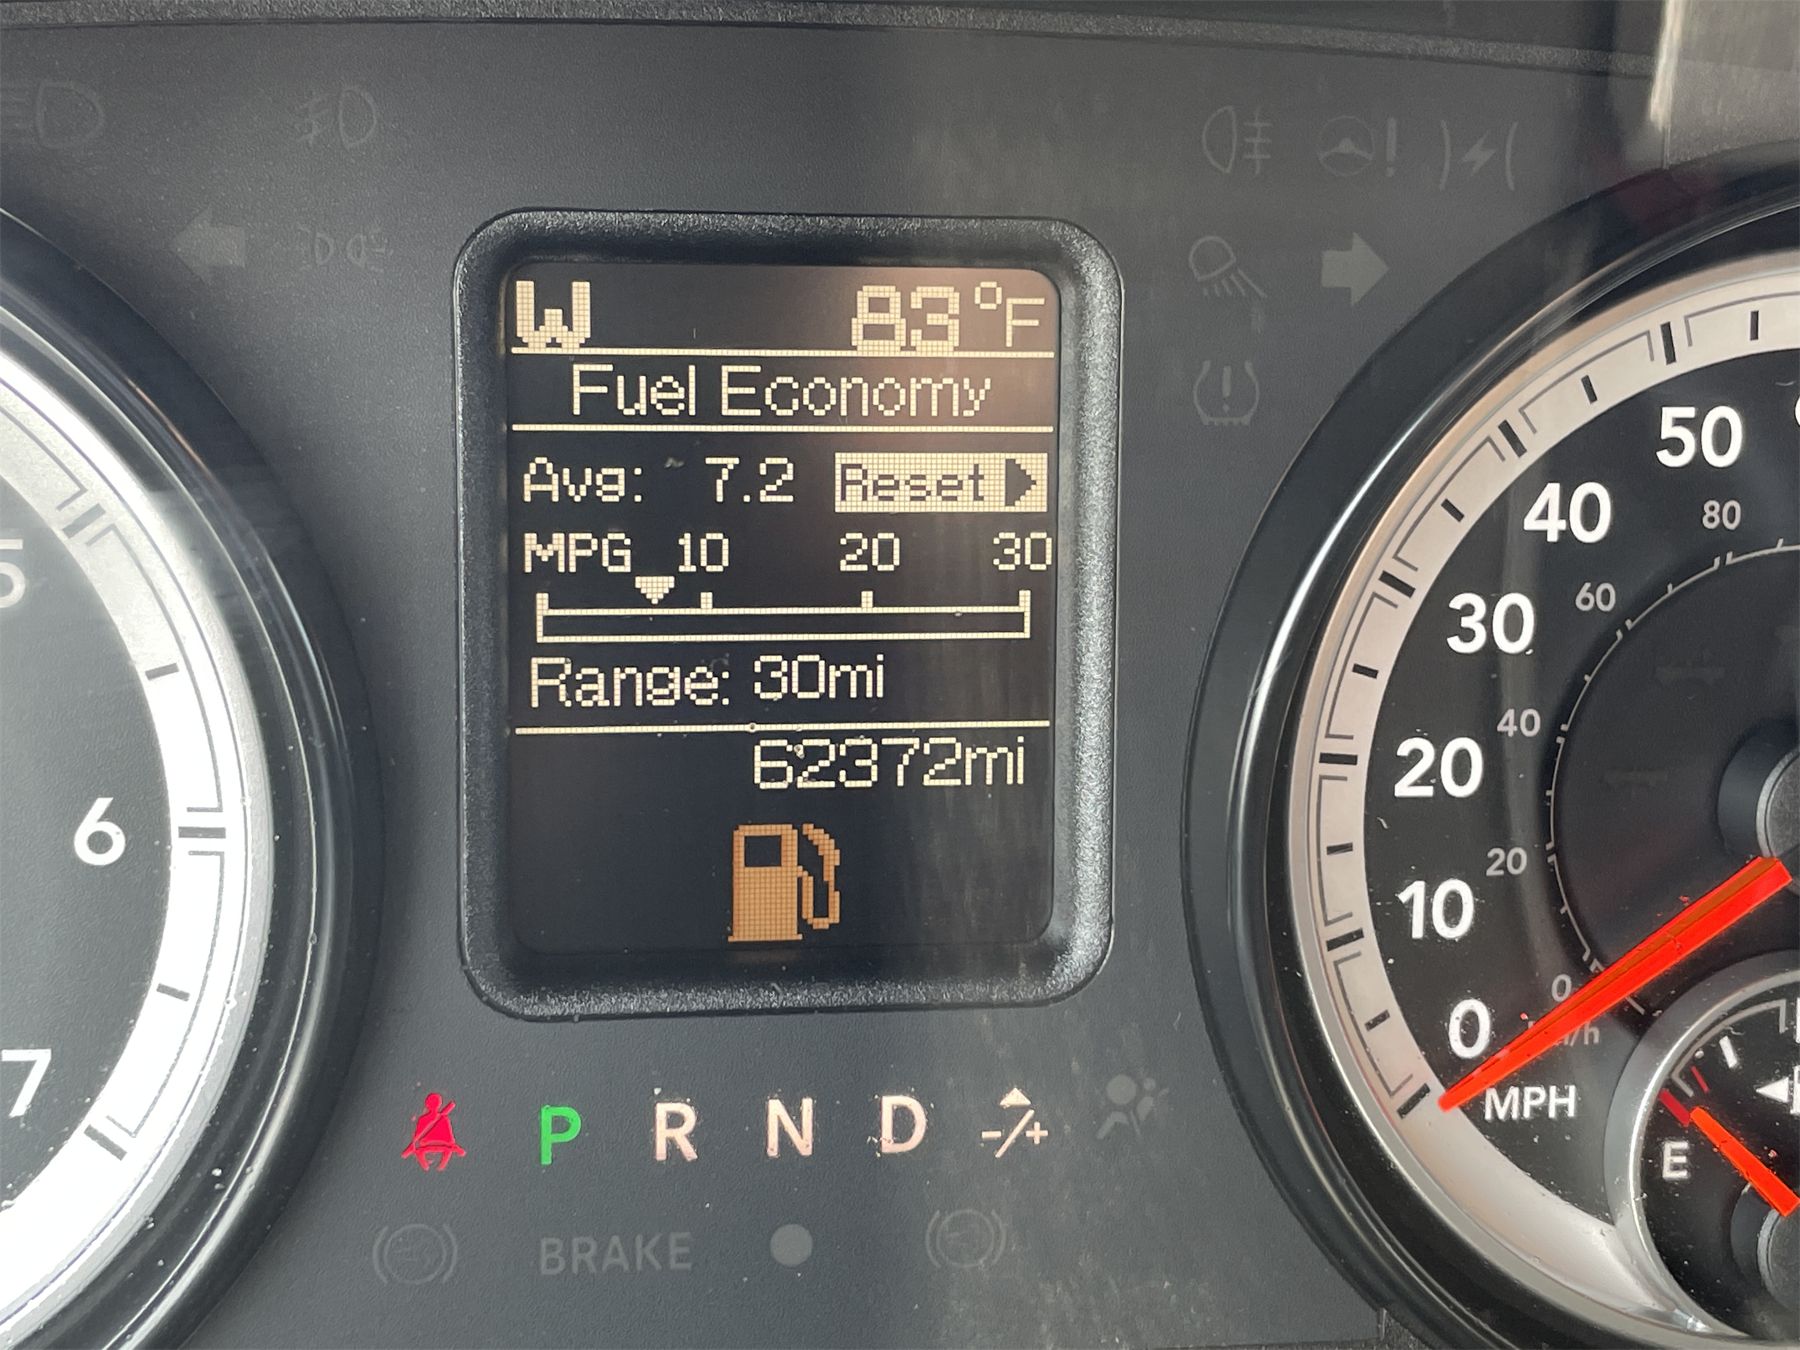 W 83°F
Fuel Economy
Avg: 7.2 Reset
MPG 10 20 30
Range: 30mi
62372mi
P R N D -/+
BRAKE
5
6
7
50
40
30
20
10
0
MPH
80
60
40
20
0
E